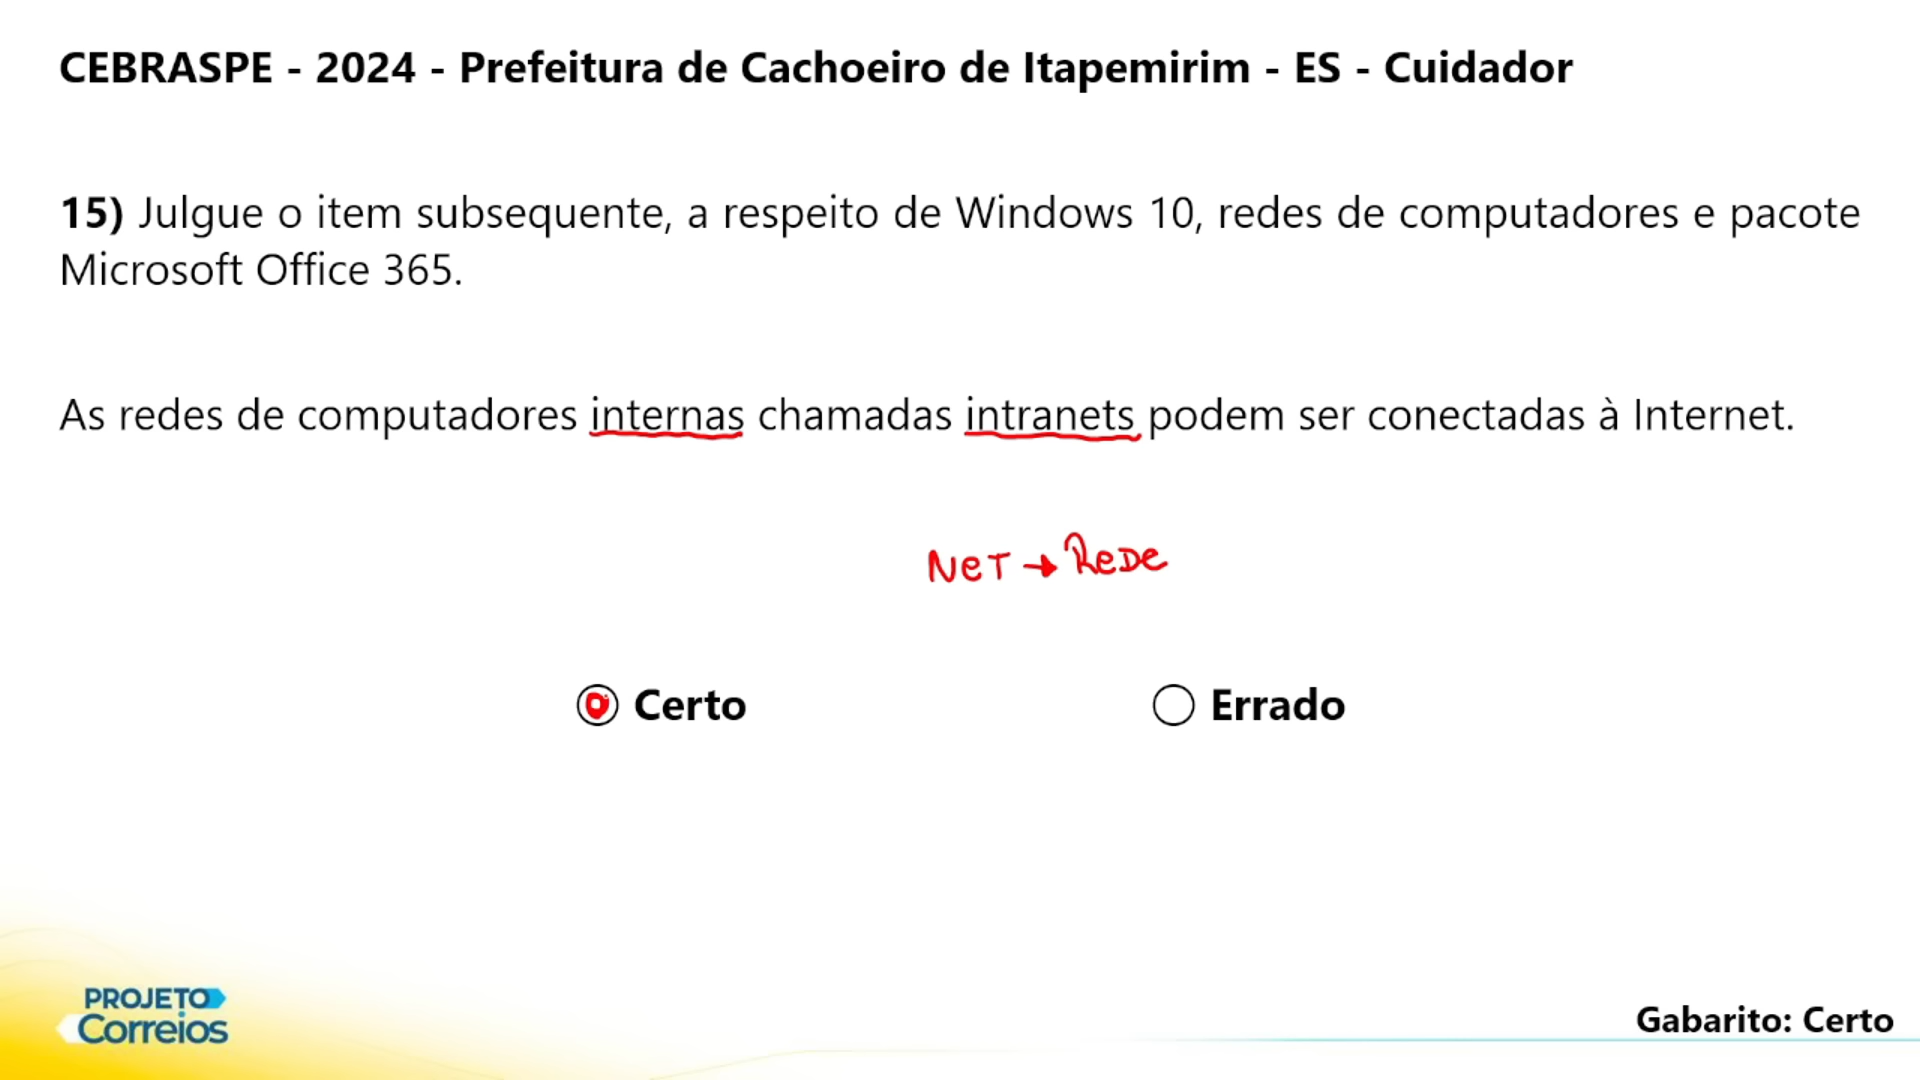 CEBRASPE - 2024 - Prefeitura de Cachoeiro de Itapemirim - ES - Cuidador
15) Julgue o item subsequente, a respeito de Windows 10, redes de computadores e pacote
Microsoft Office 365.
As redes de computadores internas chamadas intranets podem ser conectadas à Internet.
NeT → ReDe
Certo
Errado
PROJETO
Correios
Gabarito: Certo